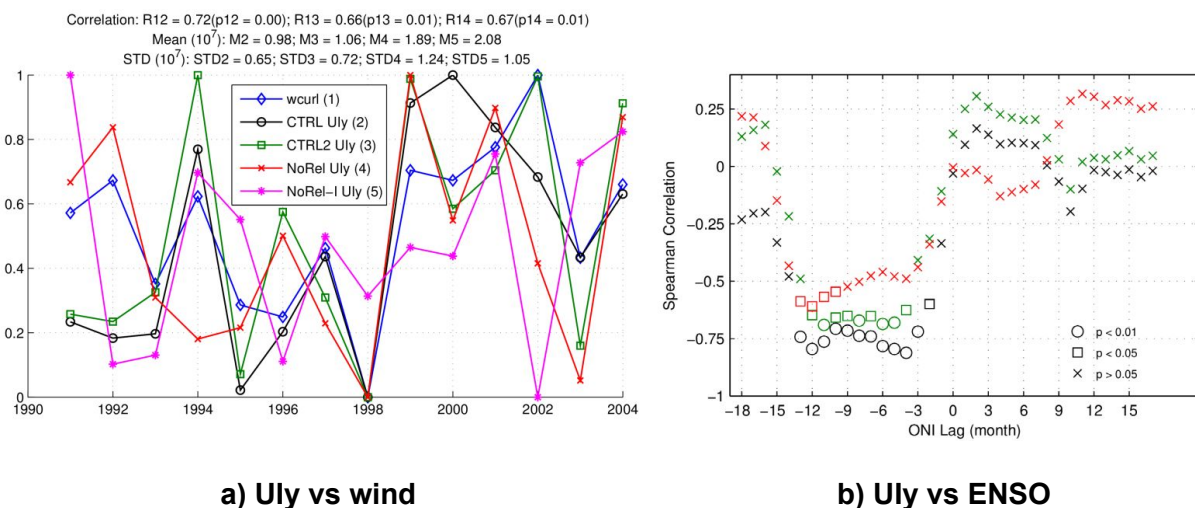 Correlation: R12 = 0.72(p12 = 0.00); R13 = 0.66(p13 = 0.01); R14 = 0.67(p14 = 0.01)
Mean (10⁷): M2 = 0.98; M3 = 1.06; M4 = 1.89; M5 = 2.08
STD (10⁷): STD2 = 0.65; STD3 = 0.72; STD4 = 1.24; STD5 = 1.05
1
0.8
0.6
0.4
0.2
0
1990
1992
1994
1996
1998
2000
2002
2004
wcurl (1)
CTRL Uly (2)
CTRL2 Uly (3)
NoRel Uly (4)
NoRel-I Uly (5)
a) Uly vs wind
Spearman Correlation
0.25
0
-0.25
-0.5
-0.75
-1
-18
-15
-12
-9
-6
-3
0
3
6
9
12
15
ONI Lag (month)
p < 0.01
p < 0.05
p > 0.05
b) Uly vs ENSO